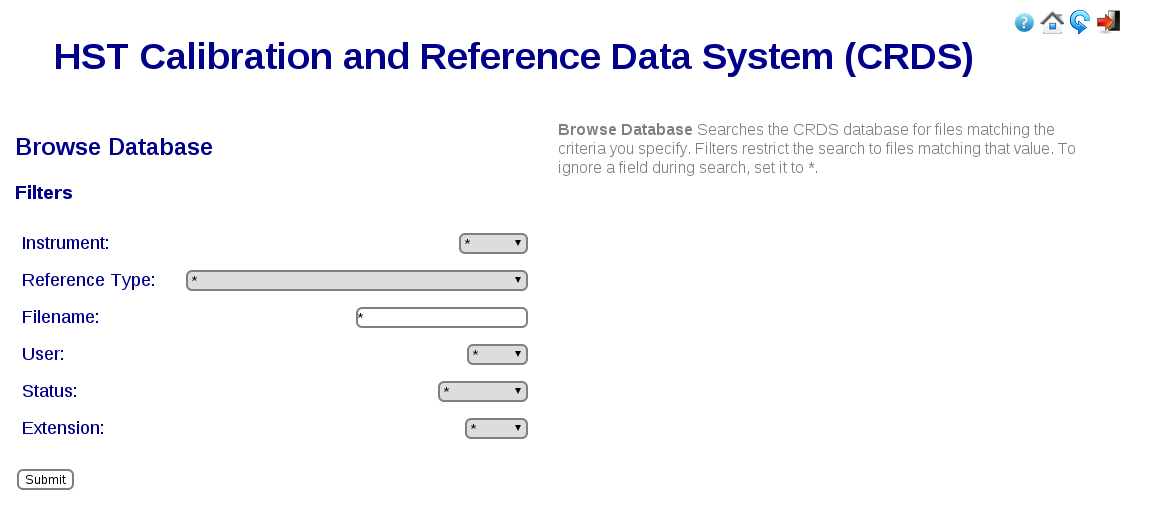 HST Calibration and Reference Data System (CRDS)
?
Browse Database
Browse Database Searches the CRDS database for files matching the
criteria you specify. Filters restrict the search to files matching that value. To
ignore a field during search, set it to *.
Filters
Instrument: *
Reference Type: *
Filename: *
User: *
Status: *
Extension: *
Submit